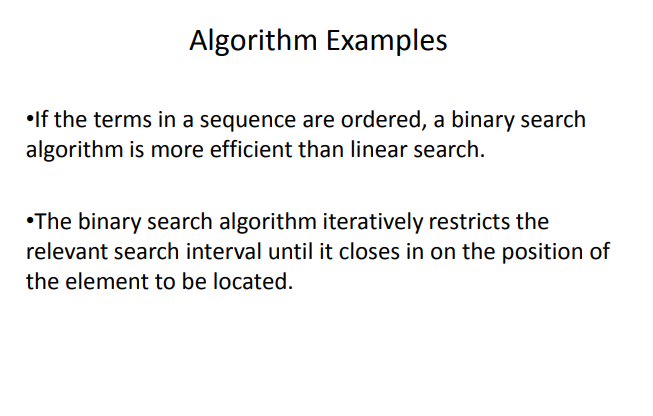 Algorithm Examples
•If the terms in a sequence are ordered, a binary search
algorithm is more efficient than linear search.
•The binary search algorithm iteratively restricts the
relevant search interval until it closes in on the position of
the element to be located.